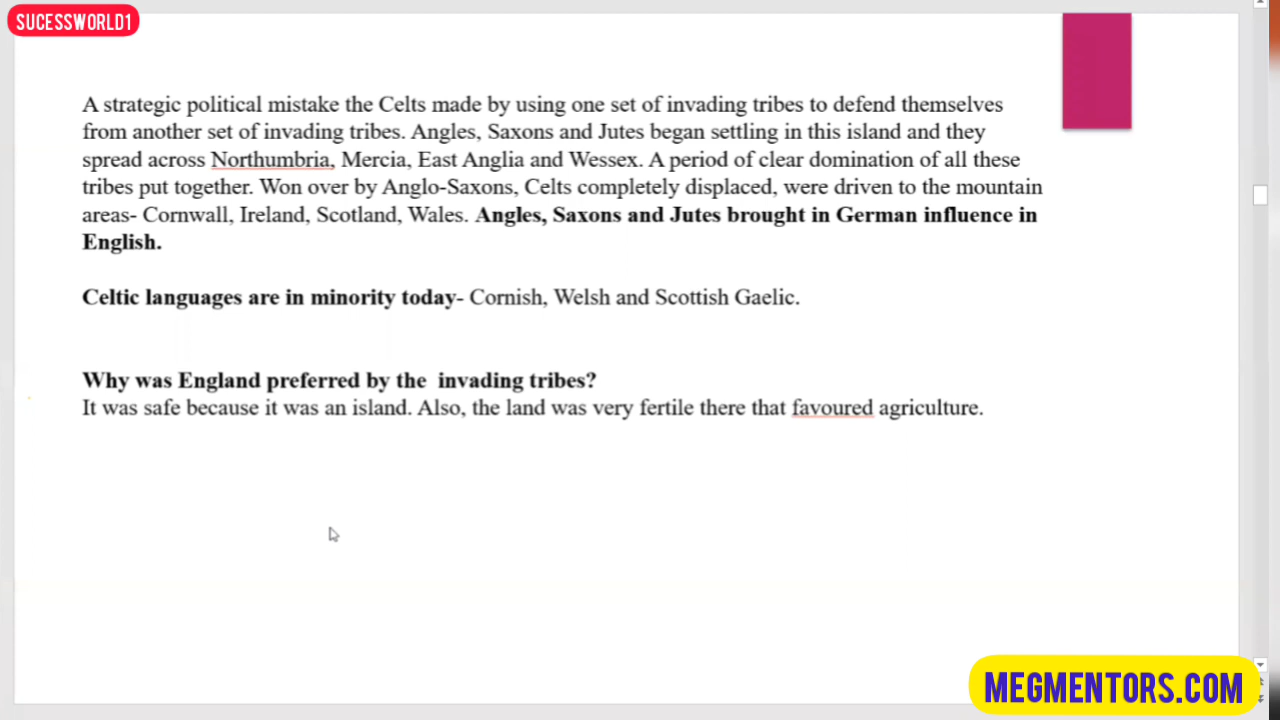 SUCESSWORLD1
A strategic political mistake the Celts made by using one set of invading tribes to defend themselves
from another set of invading tribes. Angles, Saxons and Jutes began settling in this island and they
spread across Northumbria, Mercia, East Anglia and Wessex. A period of clear domination of all these
tribes put together. Won over by Anglo-Saxons, Celts completely displaced, were driven to the mountain
areas- Cornwall, Ireland, Scotland, Wales. Angles, Saxons and Jutes brought in German influence in
English.
Celtic languages are in minority today- Cornish, Welsh and Scottish Gaelic.
Why was England preferred by the  invading tribes?
It was safe because it was an island. Also, the land was very fertile there that favoured agriculture.
MEGMENTORS.COM